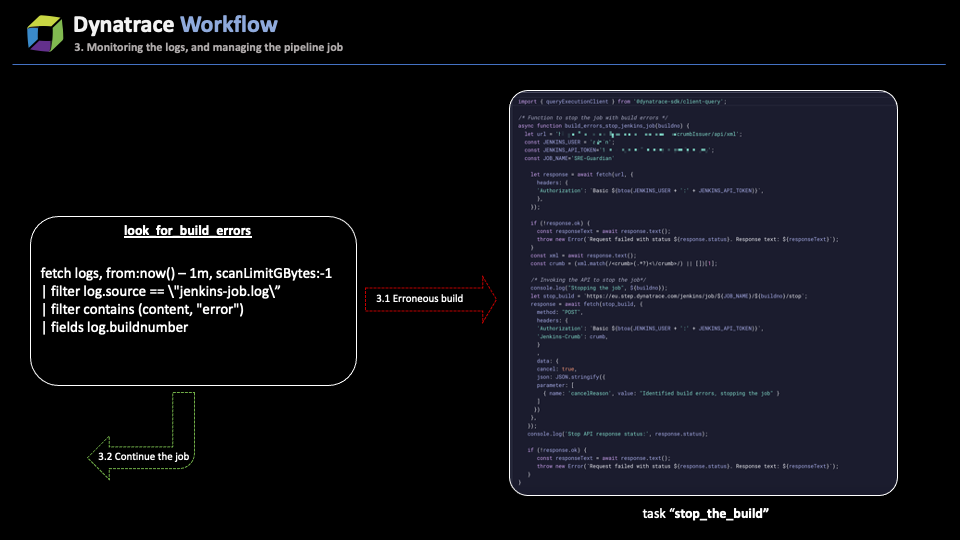 Dynatrace Workflow
3. Monitoring the logs, and managing the pipeline job
look_for_build_errors
fetch logs, from:now() – 1m, scanLimitGBytes:-1
| filter log.source == \"jenkins-job.log\”
| filter contains (content, "error")
| fields log.buildnumber
3.1 Erroneous build
3.2 Continue the job
import { queryExecutionClient } from '@dynatrace-sdk/client-query';
/* Function to stop the job with build errors */
async function build_errors_stop_jenkins_job(buildno) {
let url = crumbIssuer/api/xml';
const JENKINS_USER =
const JENKINS_API_TOKEN=
const JOB_NAME='SRE-Guardian'
let response = await fetch(url, {
headers: {
'Authorization': `Basic ${btoa(JENKINS_USER + ':' + JENKINS_API_TOKEN)}`,
},
});
if (!response.ok) {
const responseText = await response.text();
throw new Error(`Request failed with status ${response.status}. Response text: ${responseText}`);
}
const xml = await response.text();
const crumb = (xml.match(/<crumb>(.*?)<\/crumb>/) || [])[1];
/* Invoking the API to stop the job*/
console.log("Stopping the job", ${buildno});
let stop_build = `https://eu.step.dynatrace.com/jenkins/job/${JOB_NAME}/${buildno}/stop`;
response = await fetch(stop_build, {
method: "POST",
headers: {
'Authorization': `Basic ${btoa(JENKINS_USER + ':' + JENKINS_API_TOKEN)}`,
'Jenkins-Crumb': crumb,
}
,
data: {
cancel: true,
json: JSON.stringify({
parameter: [
{ name: 'cancelReason', value: "Identified build errors, stopping the job" }
]
})
},
});
console.log('Stop API response status:', response.status);
if (!response.ok) {
const responseText = await response.text();
throw new Error(`Request failed with status ${response.status}. Response text: ${responseText}`);
}
}
task “stop_the_build”